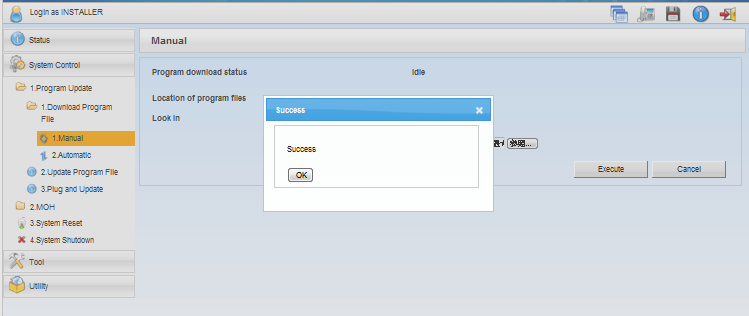 Login as INSTALLER
Status
Manual
System Control
Program download status
Idle
1.Program Update
Location of program files
1.Download Program
File
Look in
Success
1.Manual
Success
参照...
2.Automatic
OK
2.Update Program File
Execute
Cancel
3.Plug and Update
2.MOH
3.System Reset
4.System Shutdown
Tool
Utility